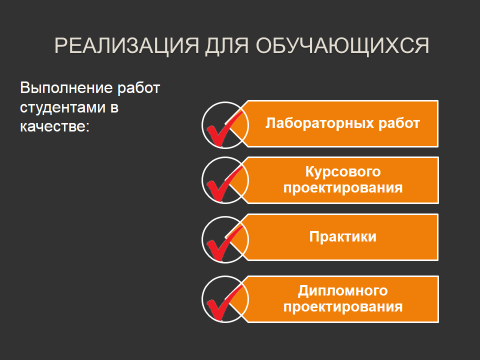 РЕАЛИЗАЦИЯ ДЛЯ ОБУЧАЮЩИХСЯ
Выполнение работ
студентами в
качестве:
Лабораторных работ
Курсового
проектирования
Практики
Дипломного
проектирования